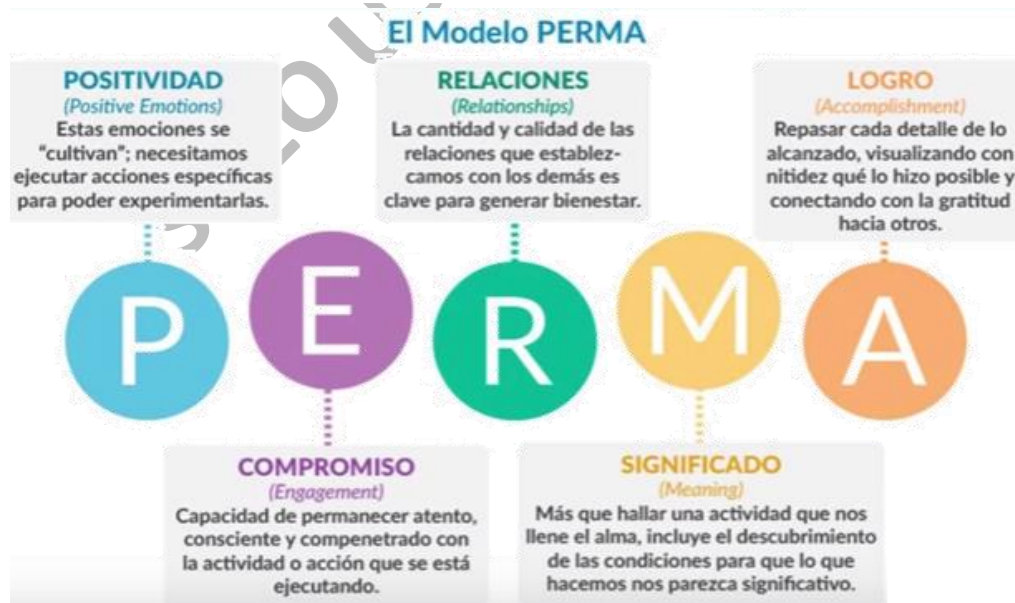 El Modelo PERMA
POSITIVIDAD
(Positive Emotions)
Estas emociones se
“cultivan”; necesitamos
ejecutar acciones específicas
para poder experimentarlas.
RELACIONES
(Relationships)
La cantidad y calidad de las
relaciones que establez-
camos con los demás es
clave para generar bienestar.
LOGRO
(Accomplishment)
Repasar cada detalle de lo
alcanzado, visualizando con
nitidez qué lo hizo posible y
conectando con la gratitud
hacia otros.
P E R M A
COMPROMISO
(Engagement)
Capacidad de permanecer atento,
consciente y compenetrado con
la actividad o acción que se está
ejecutando.
SIGNIFICADO
(Meaning)
Más que hallar una actividad que nos
llene el alma, incluye el descubrimiento
de las condiciones para que lo que
hacemos nos parezca significativo.